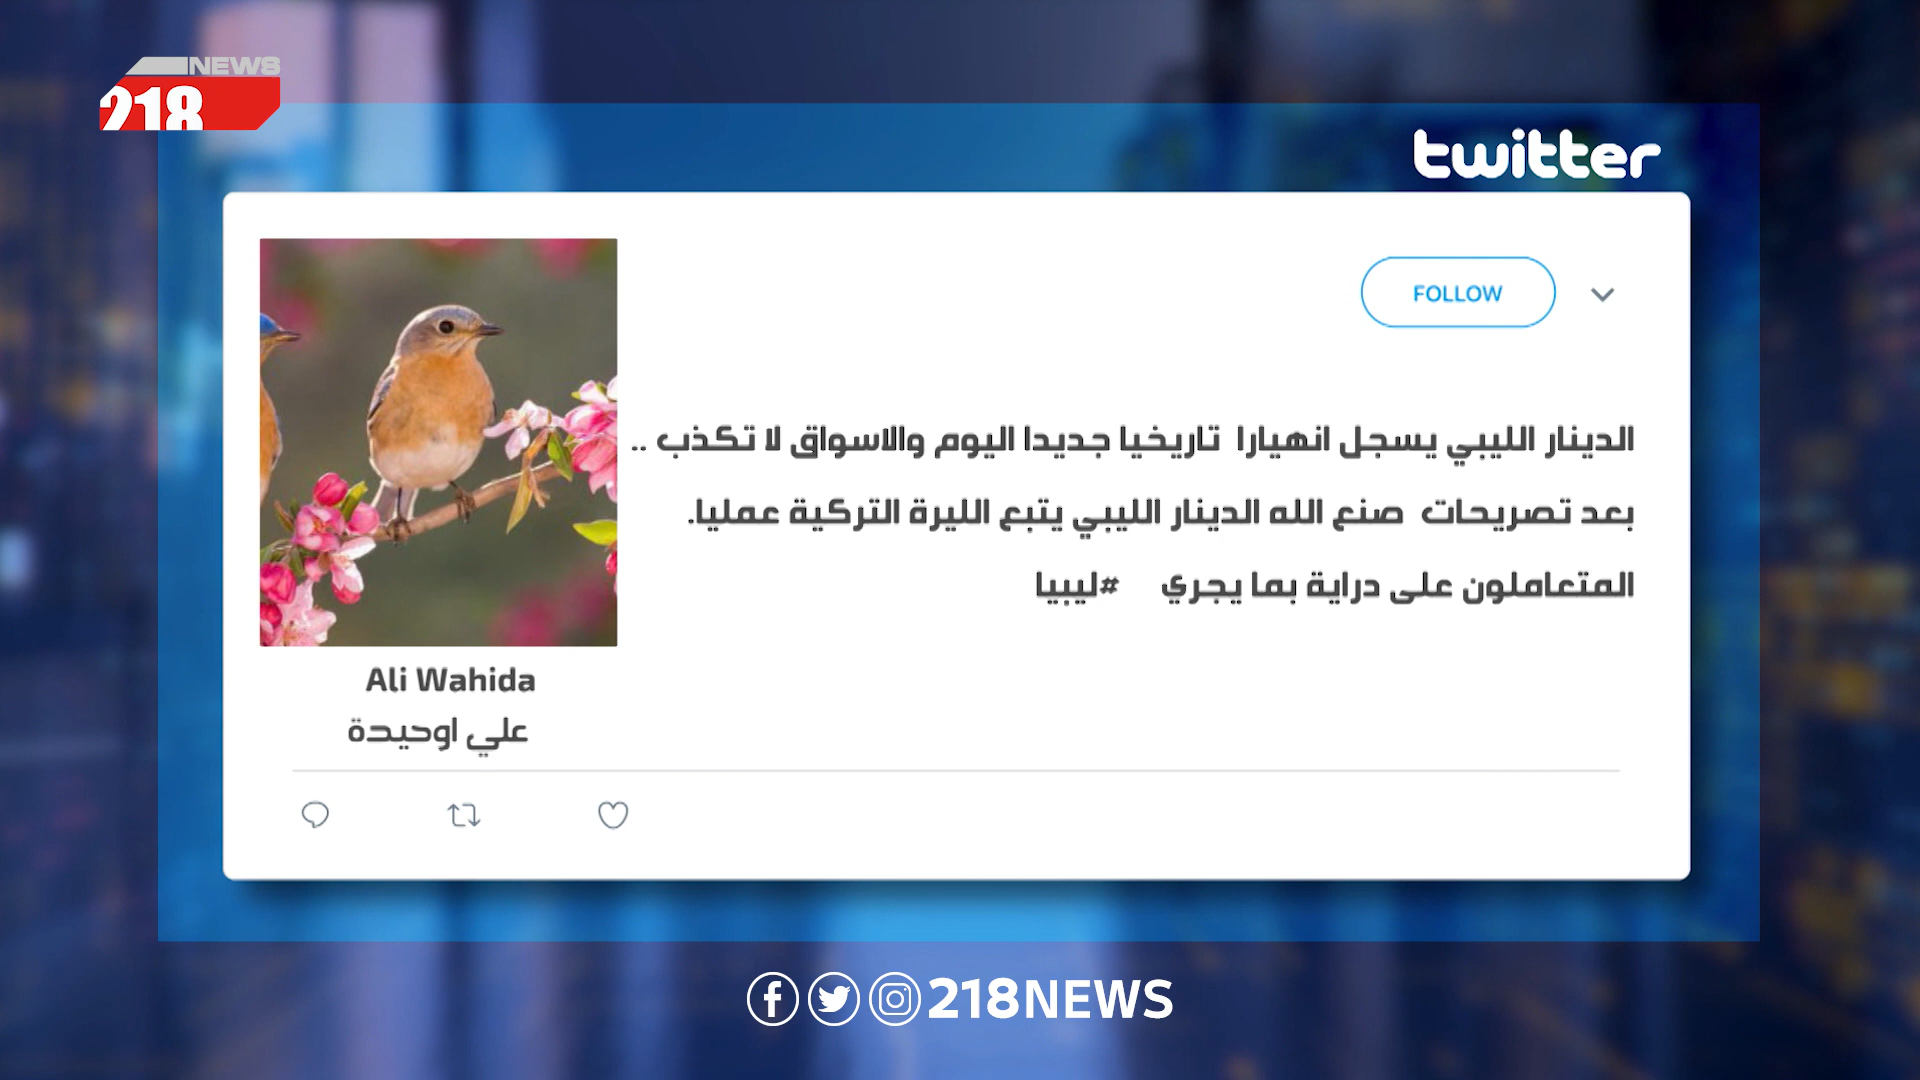 NEWS
218
twitter
FOLLOW
الدينار الليبي يسجل انهيارا تاريخيا جديدا اليوم والاسواق لا تكذب ..
بعد تصريحات صنع الله الدينار الليبي يتبع الليرة التركية عمليا.
المتعاملون على دراية بما يجري #ليبيا
Ali Wahida
علي اوحيدة
218NEWS